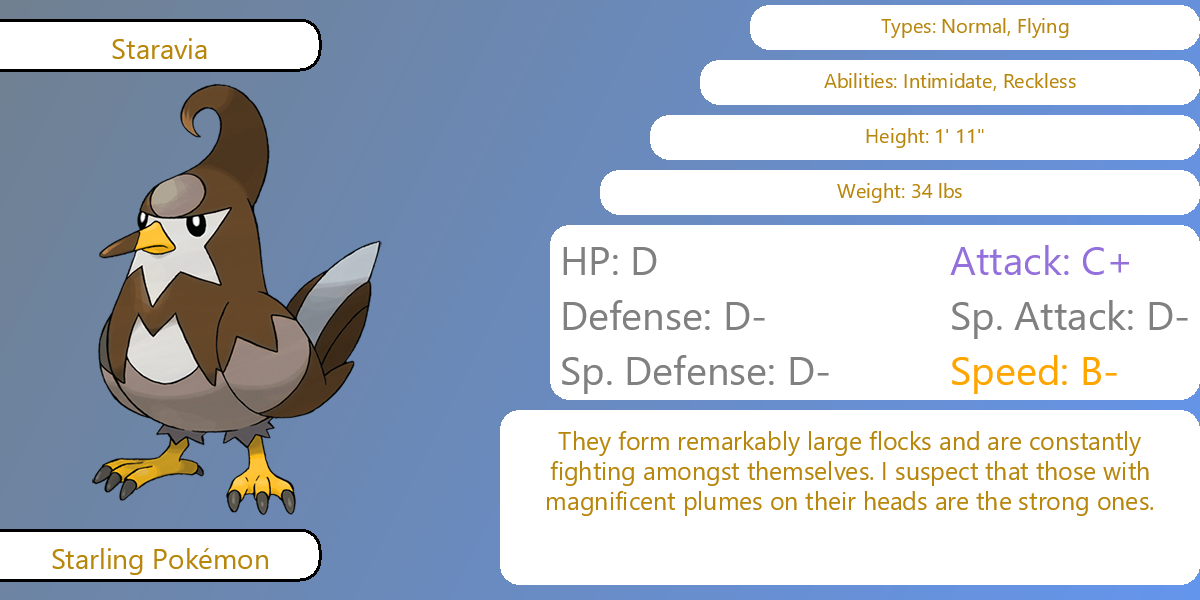 Staravia
Types: Normal, Flying
Abilities: Intimidate, Reckless
Height: 1' 11"
Weight: 34 lbs
HP: D
Attack: C+
Defense: D-
Sp. Attack: D-
Sp. Defense: D-
Speed: B-
They form remarkably large flocks and are constantly
fighting amongst themselves. I suspect that those with
magnificent plumes on their heads are the strong ones.
Starling Pokémon